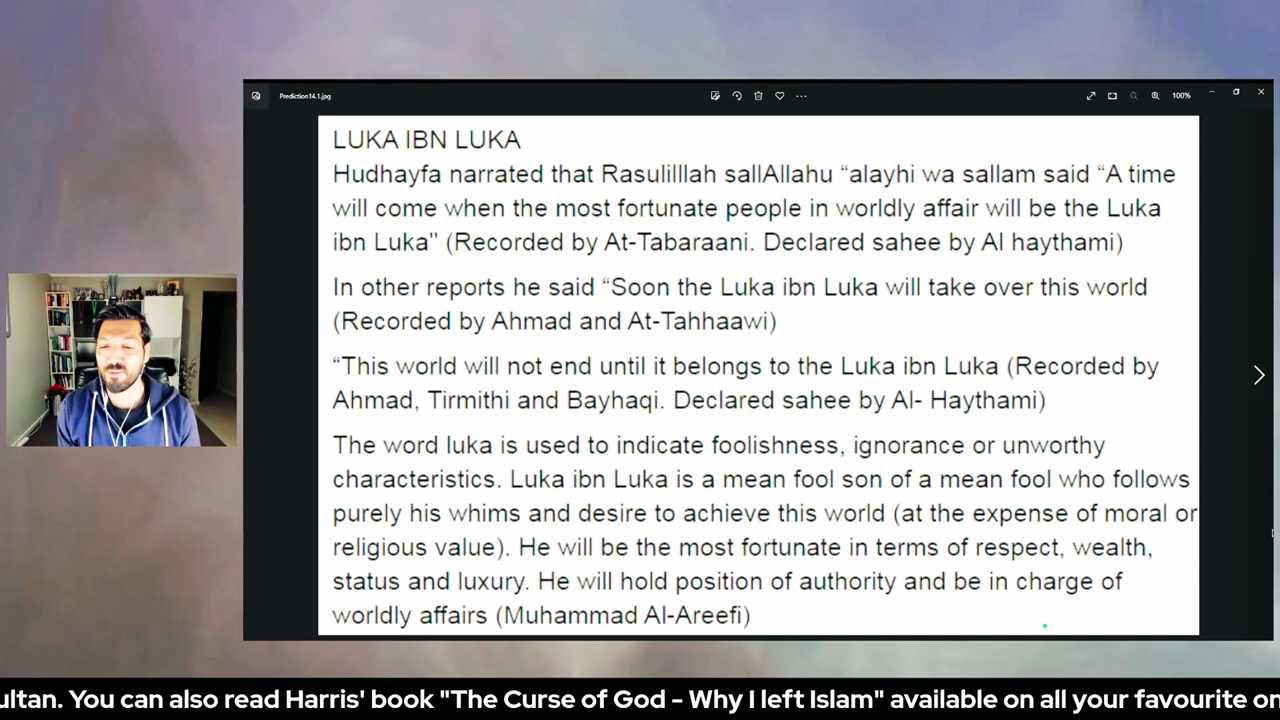 Prediction14.1.jpg
100%
LUKA IBN LUKA
Hudhayfa narrated that Rasulilllah sallAllahu “alayhi wa sallam said “A time
will come when the most fortunate people in worldly affair will be the Luka
ibn Luka" (Recorded by At-Tabaraani. Declared sahee by Al haythami)
In other reports he said “Soon the Luka ibn Luka will take over this world
(Recorded by Ahmad and At-Tahhaawi)
“This world will not end until it belongs to the Luka ibn Luka (Recorded by
Ahmad, Tirmithi and Bayhaqi. Declared sahee by Al- Haythami)
The word luka is used to indicate foolishness, ignorance or unworthy
characteristics. Luka ibn Luka is a mean fool son of a mean fool who follows
purely his whims and desire to achieve this world (at the expense of moral or
religious value). He will be the most fortunate in terms of respect, wealth,
status and luxury. He will hold position of authority and be in charge of
worldly affairs (Muhammad Al-Areefi)
ultan. You can also read Harris' book "The Curse of God - Why I left Islam" available on all your favourite on